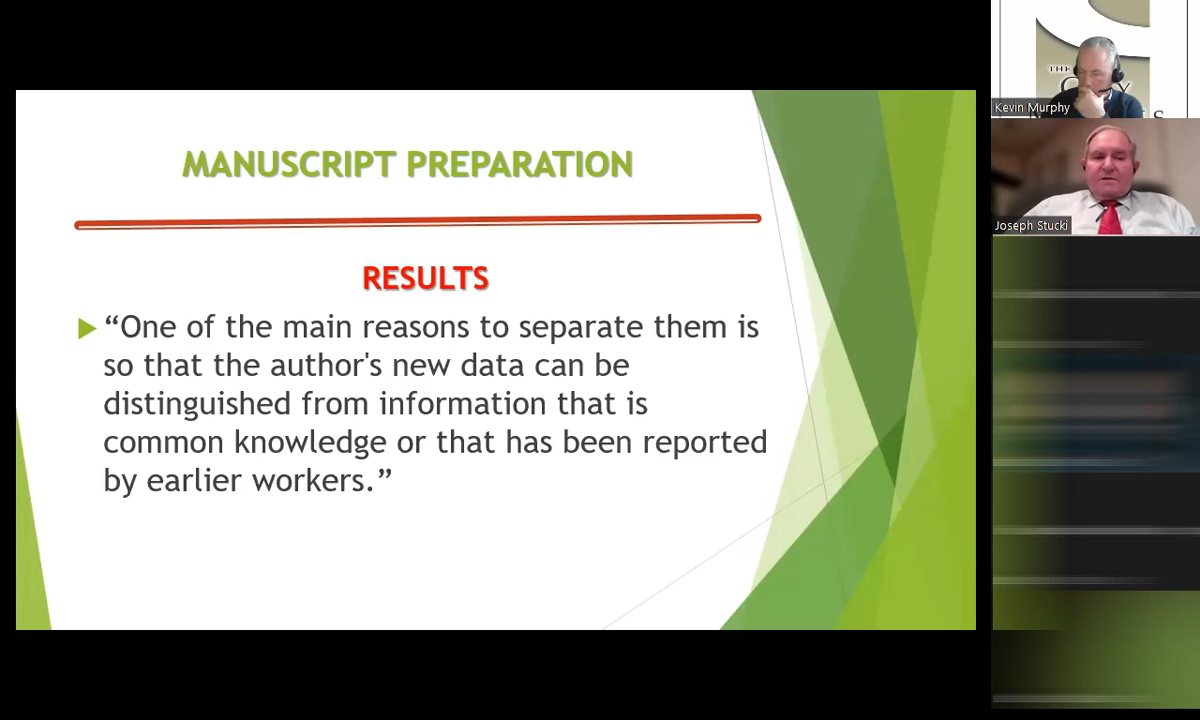 MANUSCRIPT PREPARATION
RESULTS
“One of the main reasons to separate them is
so that the author's new data can be
distinguished from information that is
common knowledge or that has been reported
by earlier workers.”
THE
Kevin Murphy
Joseph Stucki